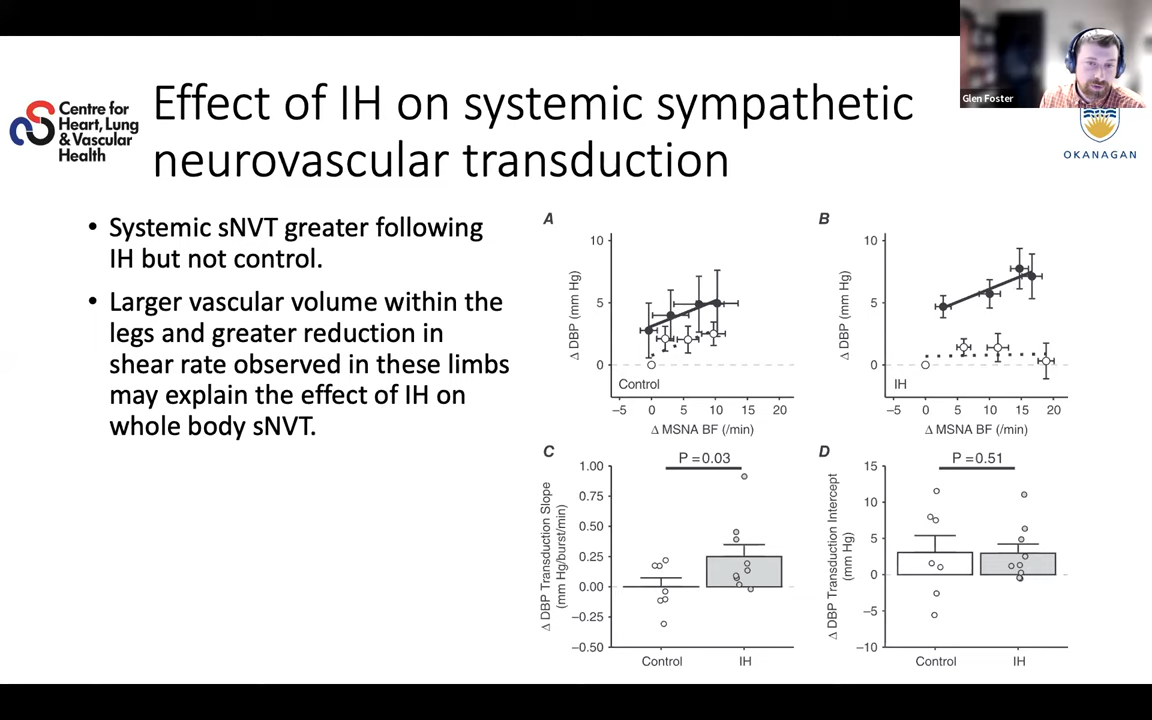 Glen Foster
Centre for
Heart, Lung
& Vascular
Health
OKANAGAN
Effect of IH on systemic sympathetic
neurovascular transduction
• Systemic sNVT greater following
IH but not control.
• Larger vascular volume within the
legs and greater reduction in
shear rate observed in these limbs
may explain the effect of IH on
whole body sNVT.
A
10
5
0
Δ DBP (mm Hg)
Control
−5 0 5 10 15 20
Δ MSNA BF (/min)
B
10
5
0
Δ DBP (mm Hg)
IH
−5 0 5 10 15 20
Δ MSNA BF (/min)
C
P = 0.03
1.00
0.75
0.50
0.25
0.00
−0.25
−0.50
Δ DBP Transduction Slope
(mm Hg/burst/min)
Control IH
D
P = 0.51
15
10
5
0
−5
−10
Δ DBP Transduction Intercept
(mm Hg)
Control IH